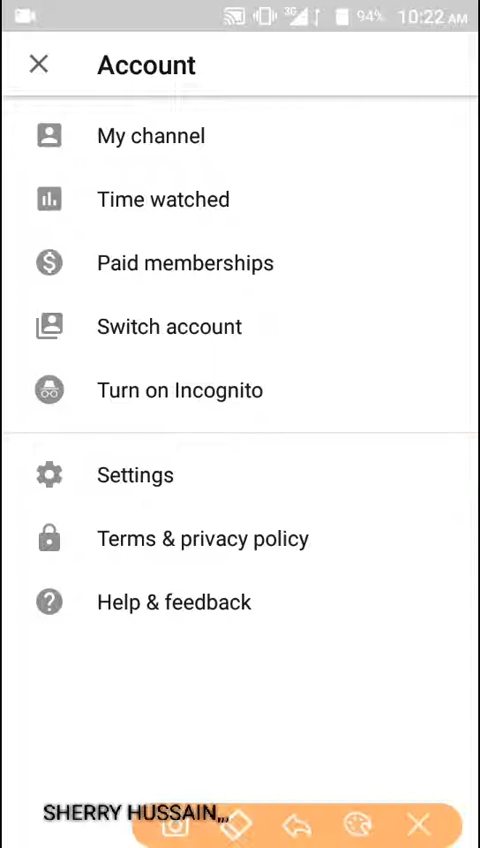 3G 94% 10:22 AM
Account
My channel
Time watched
Paid memberships
Switch account
Turn on Incognito
Settings
Terms & privacy policy
Help & feedback
SHERRY HUSSAIN,,,